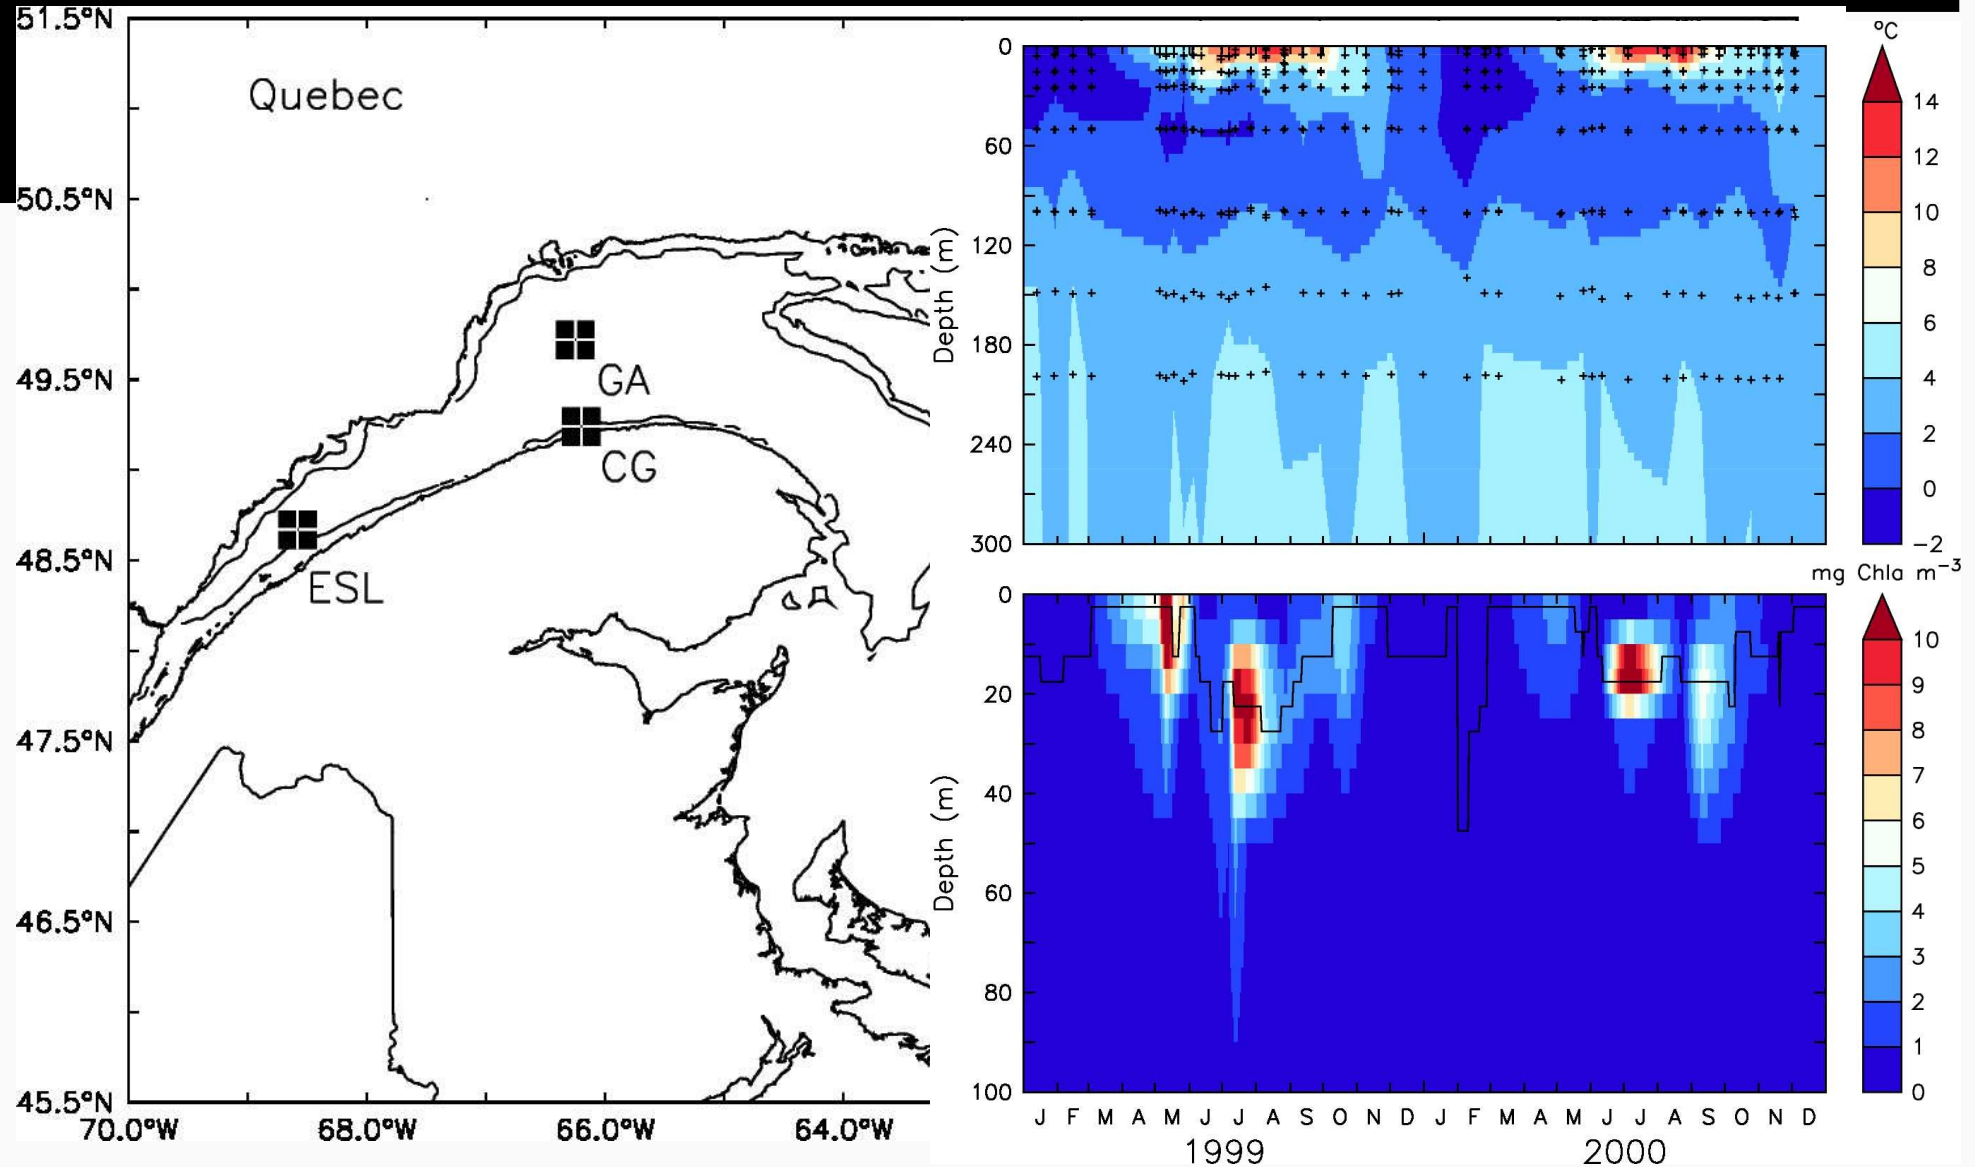 51.5°N
50.5°N
49.5°N
48.5°N
47.5°N
46.5°N
45.5°N
70.0°W 68.0°W 66.0°W 64.0°W
Quebec
GA
CG
ESL
°C
0
60
120
180
240
300
Depth (m)
14
12
10
8
6
4
2
0
−2
mg Chla m⁻³
0
20
40
60
80
100
Depth (m)
10
9
8
7
6
5
4
3
2
1
0
J F M A M J J A S O N D J F M A M J J A S O N D
1999 2000